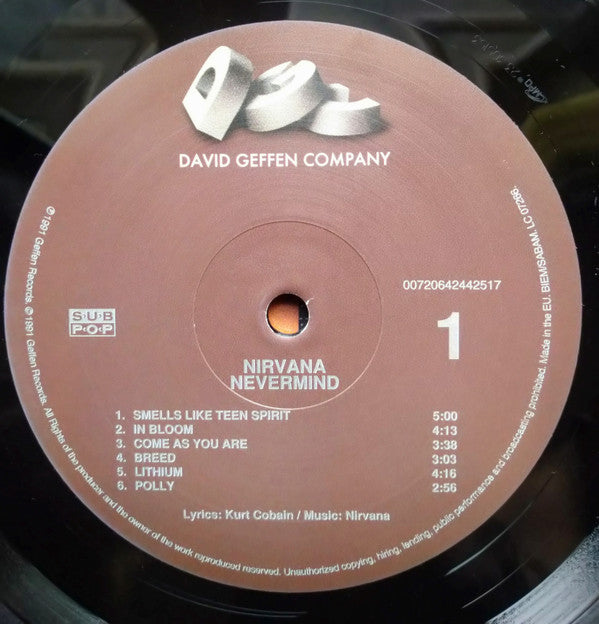 DGC
DAVID GEFFEN COMPANY
00720642442517
SUB
POP
1
NIRVANA
NEVERMIND
1. SMELLS LIKE TEEN SPIRIT 5:00
2. IN BLOOM 4:13
3. COME AS YOU ARE 3:38
4. BREED 3:03
5. LITHIUM 4:16
6. POLLY 2:56
Lyrics: Kurt Cobain / Music: Nirvana
℗1991 Geffen Records. ©1991 Geffen Records. All Rights of the producer and the owner of the work reproduced reserved. Unauthorized copying, hiring, lending, public performance and broadcasting prohibited. Made in the EU. BIEM/SABAM. LC 07266.